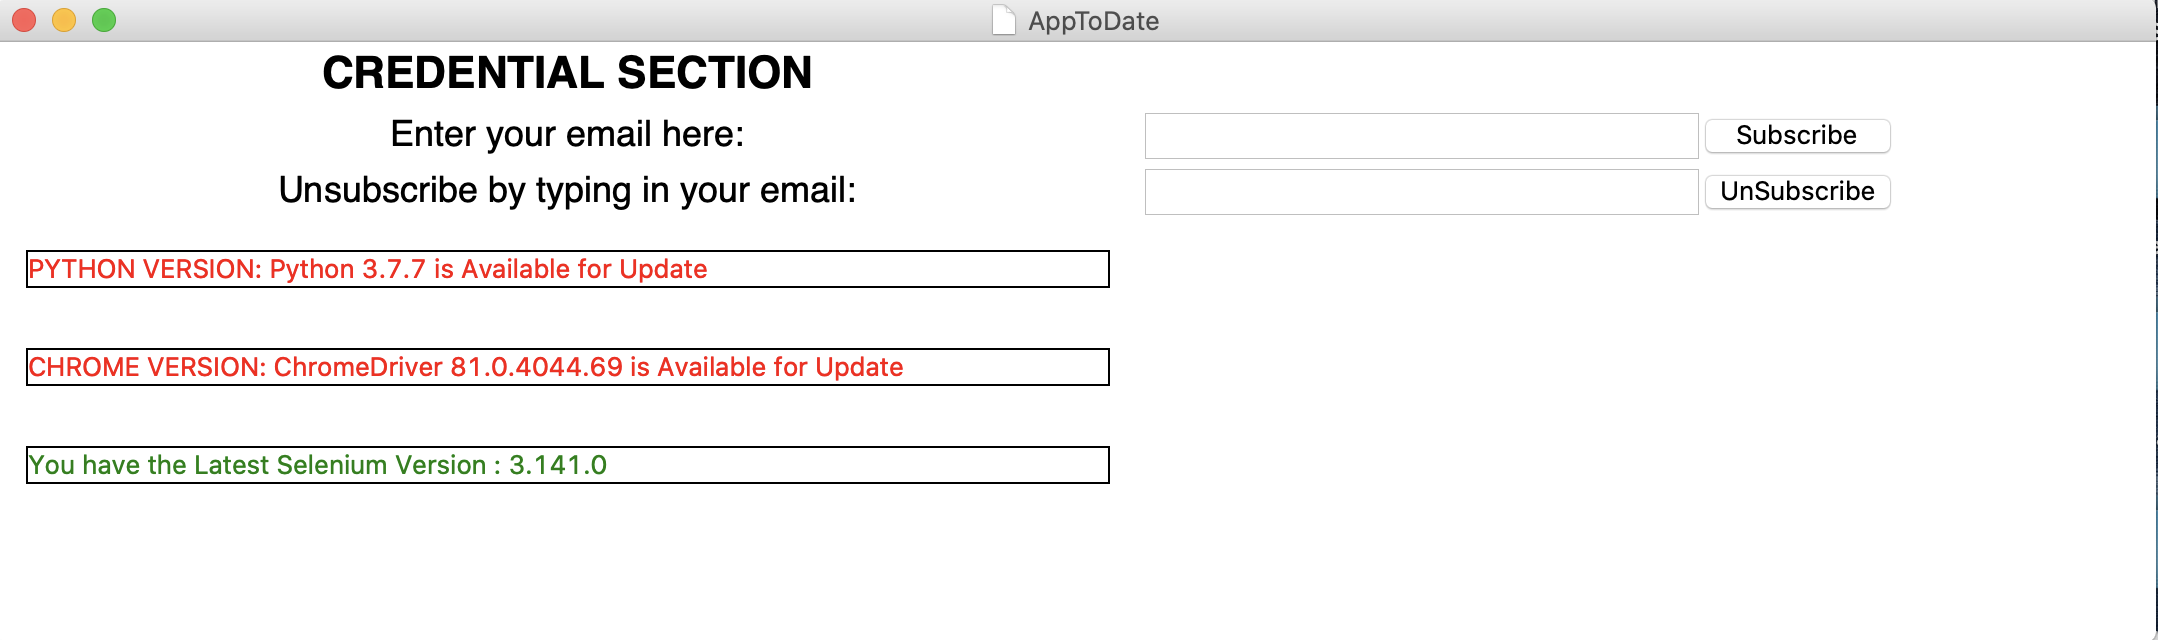 AppToDate
CREDENTIAL SECTION
Enter your email here:
Subscribe
Unsubscribe by typing in your email:
UnSubscribe
PYTHON VERSION: Python 3.7.7 is Available for Update
CHROME VERSION: ChromeDriver 81.0.4044.69 is Available for Update
You have the Latest Selenium Version : 3.141.0